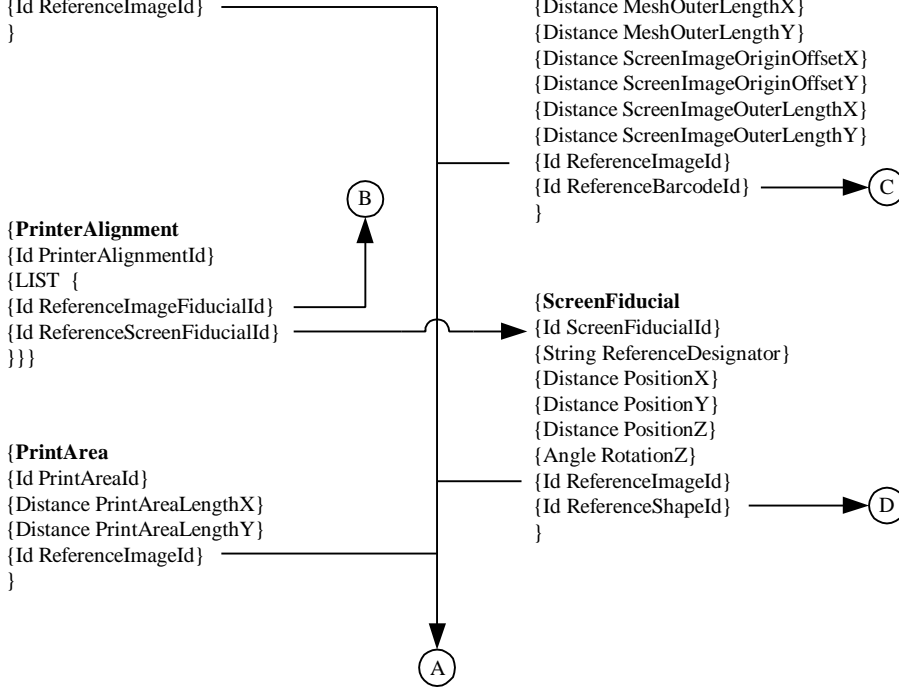 {Id ReferenceImageId}
}
{PrinterAlignment
{Id PrinterAlignmentId}
{LIST {
{Id ReferenceImageFiducialId}
{Id ReferenceScreenFiducialId}
}}}
{PrintArea
{Id PrintAreaId}
{Distance PrintAreaLengthX}
{Distance PrintAreaLengthY}
{Id ReferenceImageId}
}
B
A
{Distance MeshOuterLengthX}
{Distance MeshOuterLengthY}
{Distance ScreenImageOriginOffsetX}
{Distance ScreenImageOriginOffsetY}
{Distance ScreenImageOuterLengthX}
{Distance ScreenImageOuterLengthY}
{Id ReferenceImageId}
{Id ReferenceBarcodeId}
}
C
{ScreenFiducial
{Id ScreenFiducialId}
{String ReferenceDesignator}
{Distance PositionX}
{Distance PositionY}
{Distance PositionZ}
{Angle RotationZ}
{Id ReferenceImageId}
{Id ReferenceShapeId}
}
D